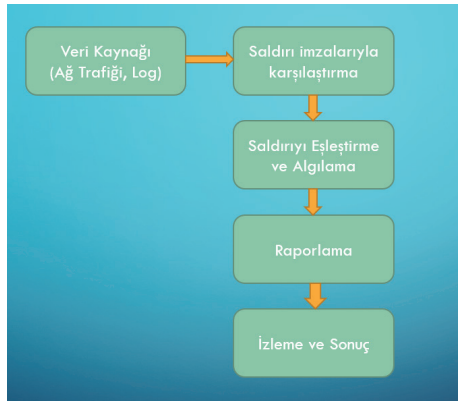 Veri Kaynağı
(Ağ Trafiği, Log)
Saldırı imzalarıyla
karşılaştırma
Saldırıyı Eşleştirme
ve Algılama
Raporlama
İzleme ve Sonuç